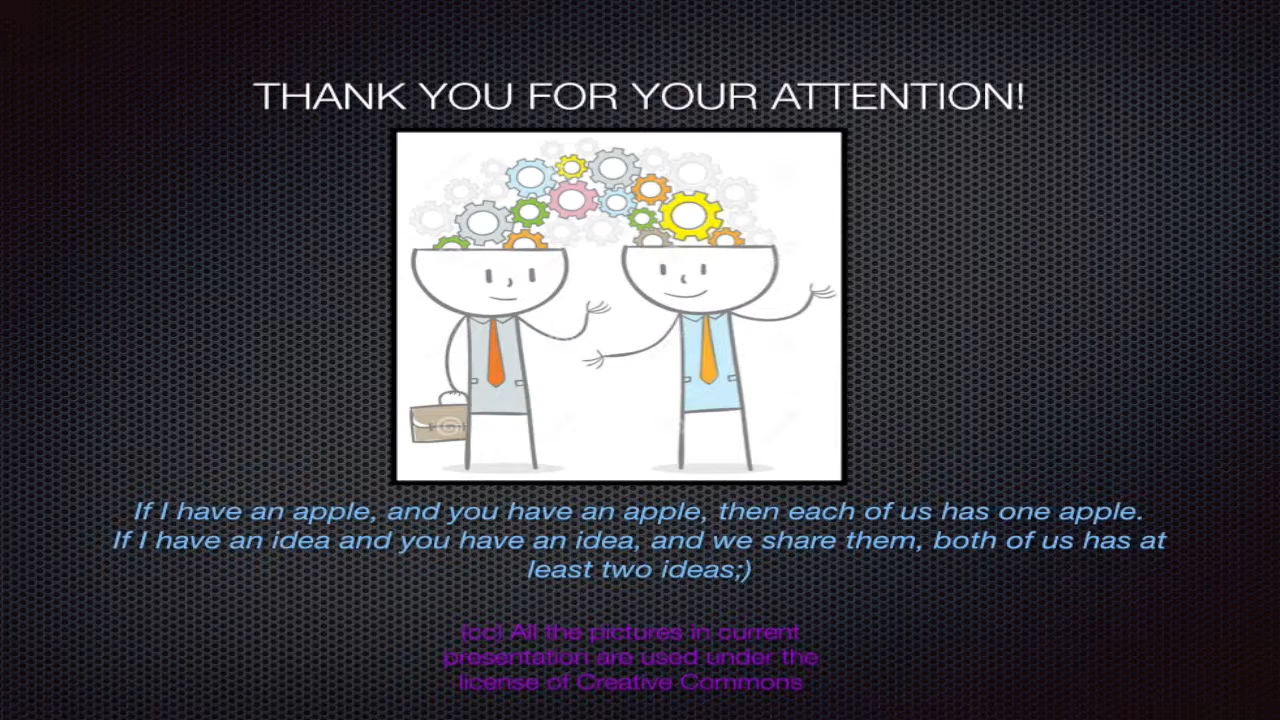 THANK YOU FOR YOUR ATTENTION!
If I have an apple, and you have an apple, then each of us has one apple.
If I have an idea and you have an idea, and we share them, both of us has at
least two ideas;)
(cc) All the pictures in current
presentation are used under the
license of Creative Commons